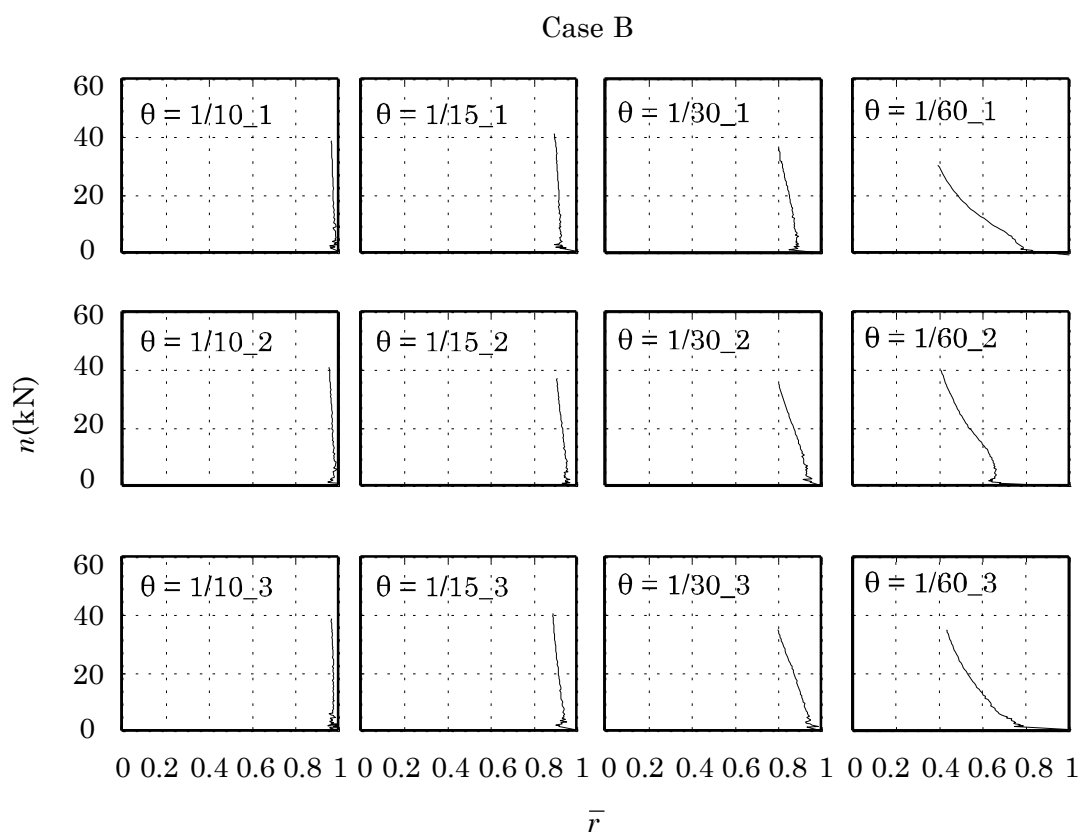 Case B
60
40
20
0
θ = 1/10_1
θ = 1/15_1
θ = 1/30_1
θ = 1/60_1
n(kN)
60
40
20
0
θ = 1/10_2
θ = 1/15_2
θ = 1/30_2
θ = 1/60_2
60
40
20
0
θ = 1/10_3
θ = 1/15_3
θ = 1/30_3
θ = 1/60_3
0 0.2 0.4 0.6 0.8 1
0 0.2 0.4 0.6 0.8
0 0.2 0.4 0.6 0.8
0 0.2 0.4 0.6 0.8 1
r̅